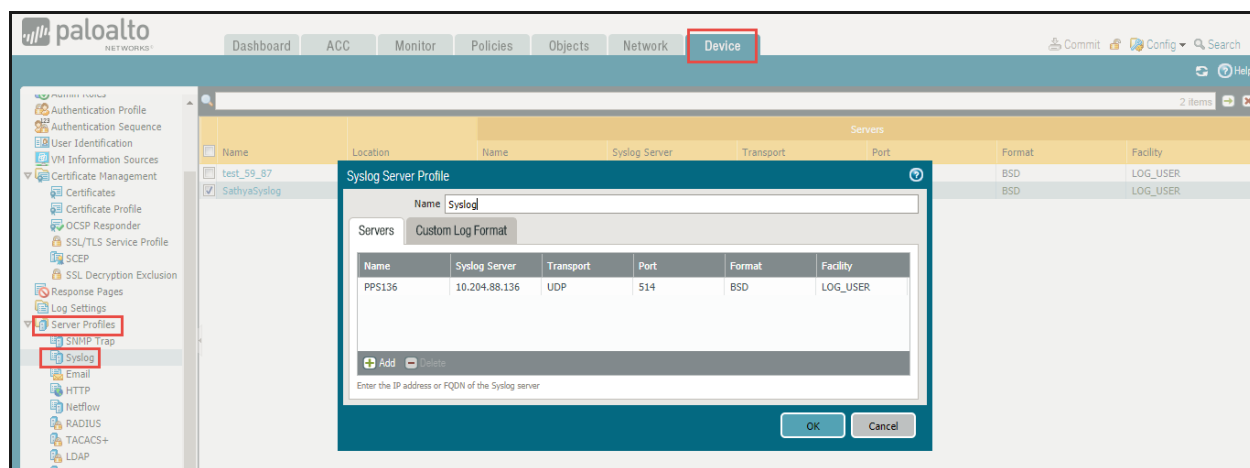 paloalto
NETWORKS
Dashboard ACC Monitor Policies Objects Network Device
Commit Config Search
Help
Admin Roles
Authentication Profile
Authentication Sequence
User Identification
VM Information Sources
Certificate Management
Certificates
Certificate Profile
OCSP Responder
SSL/TLS Service Profile
SCEP
SSL Decryption Exclusion
Response Pages
Log Settings
Server Profiles
SNMP Trap
Syslog
Email
HTTP
Netflow
RADIUS
TACACS+
LDAP
2 items
Servers
Name Location Name Syslog Server Transport Port Format Facility
test_59_87 BSD LOG_USER
SathyaSyslog BSD LOG_USER
Syslog Server Profile
Name Syslog
Servers Custom Log Format
Name Syslog Server Transport Port Format Facility
PPS136 10.204.88.136 UDP 514 BSD LOG_USER
Add Delete
Enter the IP address or FQDN of the Syslog server
OK Cancel